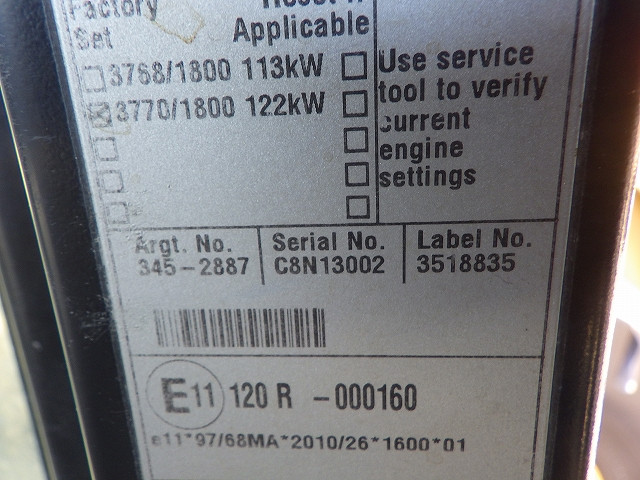 Factory
Set
Applicable
3768/1800 113kW
3770/1800 122kW
Use service
tool to verify
current
engine
settings
Argt. No.
345-2887
Serial No.
C8N13002
Label No.
3518835
E11 120 R -000160
e11*97/68MA*2010/26*1600*01